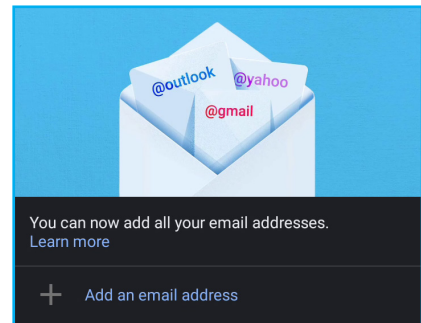 @outlook
@yahoo
@gmail
You can now add all your email addresses.
Learn more
Add an email address